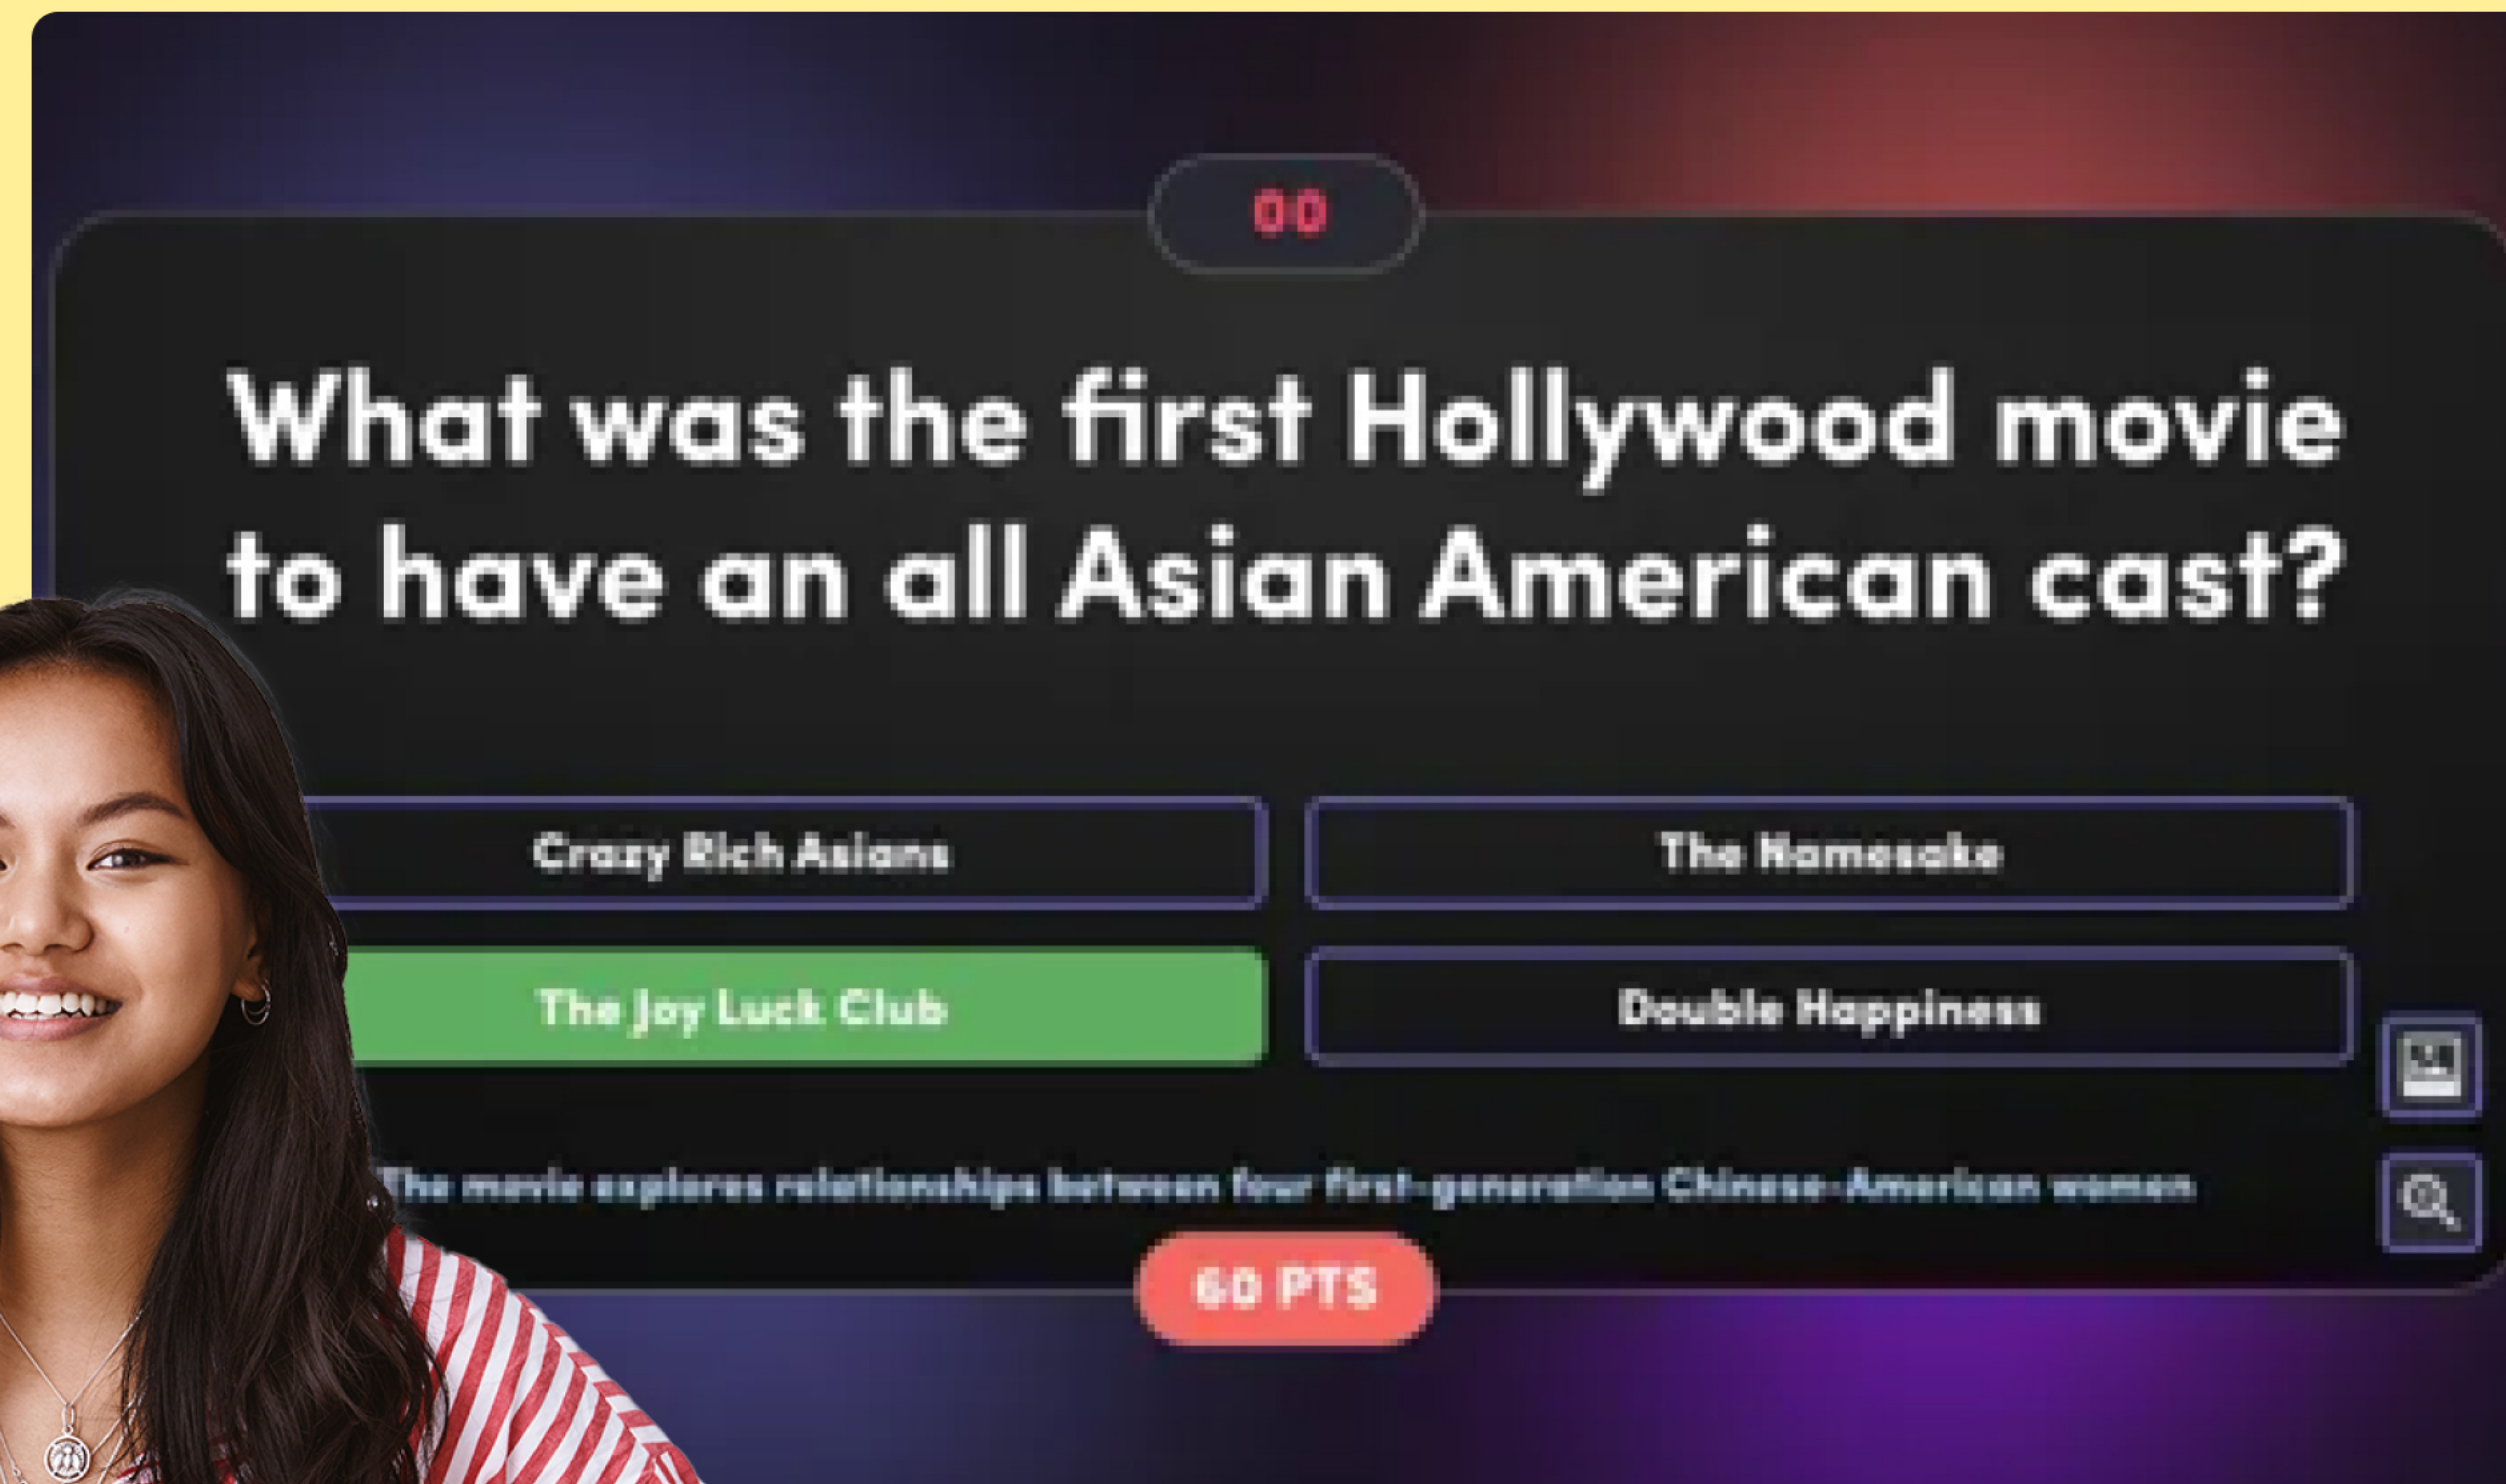 00
What was the first Hollywood movie
to have an all Asian American cast?
Crazy Rich Asians
The Namesake
The Joy Luck Club
Double Happiness
The movie explores relationships between four first-generation Chinese-American women
60 PTS